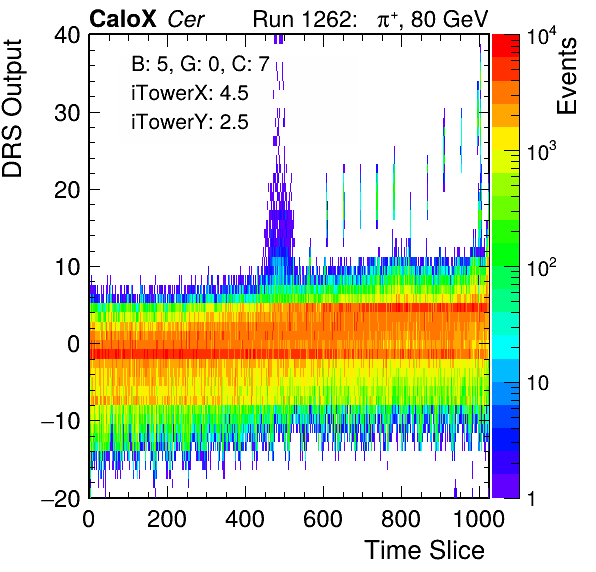 CaloX Cer Run 1262: π⁺, 80 GeV
B: 5, G: 0, C: 7
iTowerX: 4.5
iTowerY: 2.5
DRS Output
40
30
20
10
0
−10
−20
0 200 400 600 800 1000
Time Slice
Events
10⁴
10³
10²
10
1